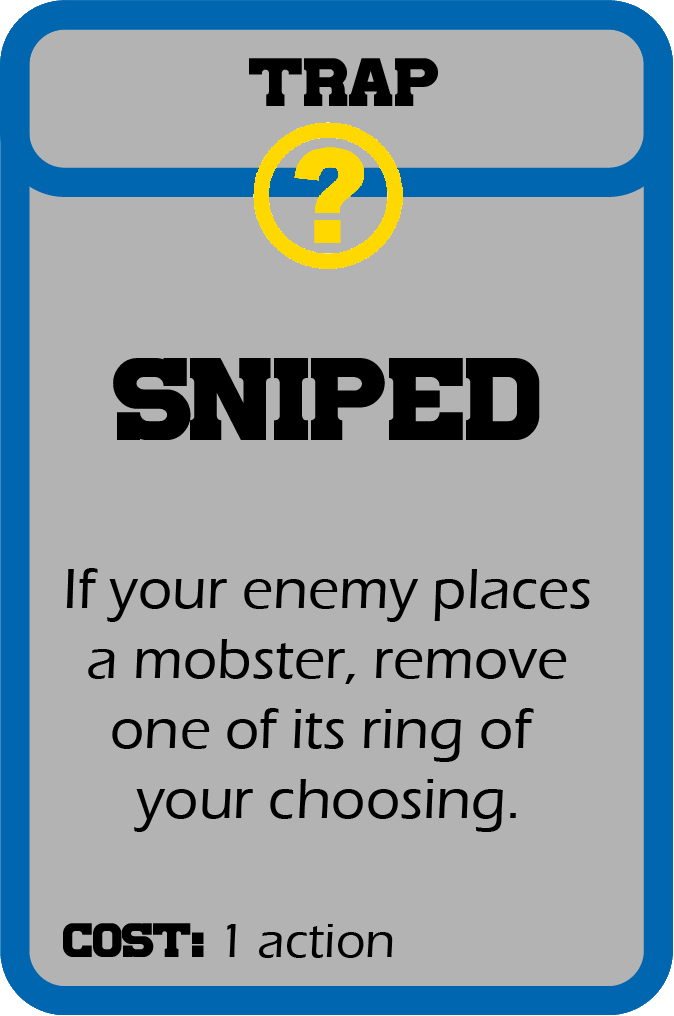 TRAP
?
SNIPED
If your enemy places
a mobster, remove
one of its ring of
your choosing.
COST: 1 action